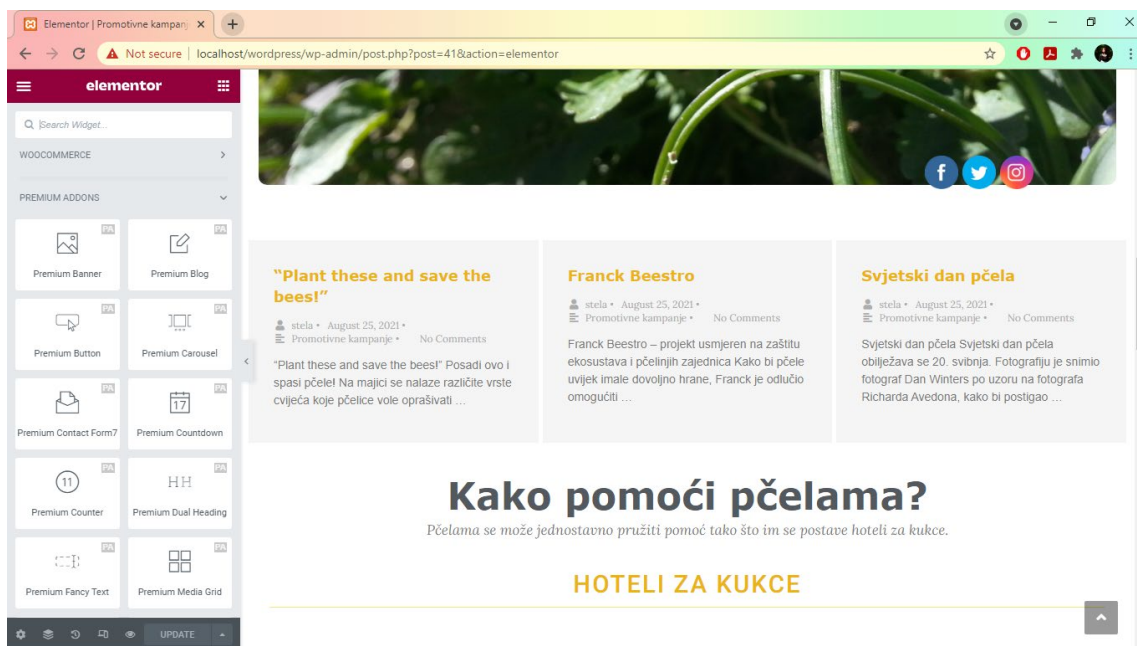 Elementor | Promotivne kampanj
Not secure | localhost/wordpress/wp-admin/post.php?post=41&action=elementor
elementor
Search Widget...
WOOCOMMERCE
PREMIUM ADDONS
PA
PA
Premium Banner
Premium Blog
PA
PA
Premium Button
Premium Carousel
PA
17
PA
Premium Contact Form7
Premium Countdown
11
PA
HH
PA
Premium Counter
Premium Dual Heading
PA
PA
Premium Fancy Text
Premium Media Grid
UPDATE
"Plant these and save the
bees!"
stela • August 25, 2021 •
Promotivne kampanje • No Comments
"Plant these and save the bees!" Posadi ovo i
spasi pčele! Na majici se nalaze različite vrste
cvijeća koje pčelice vole oprašivati ...
Franck Beestro
stela • August 25, 2021 •
Promotivne kampanje • No Comments
Franck Beestro – projekt usmjeren na zaštitu
ekosustava i pčelinjih zajednica Kako bi pčele
uvijek imale dovoljno hrane, Franck je odlučio
omogućiti ...
Svjetski dan pčela
stela • August 25, 2021 •
Promotivne kampanje • No Comments
Svjetski dan pčela Svjetski dan pčela
obilježava se 20. svibnja. Fotografiju je snimio
fotograf Dan Winters po uzoru na fotografa
Richarda Avedona, kako bi postigao ...
Kako pomoći pčelama?
Pčelama se može jednostavno pružiti pomoć tako što im se postave hoteli za kukce.
HOTELI ZA KUKCE